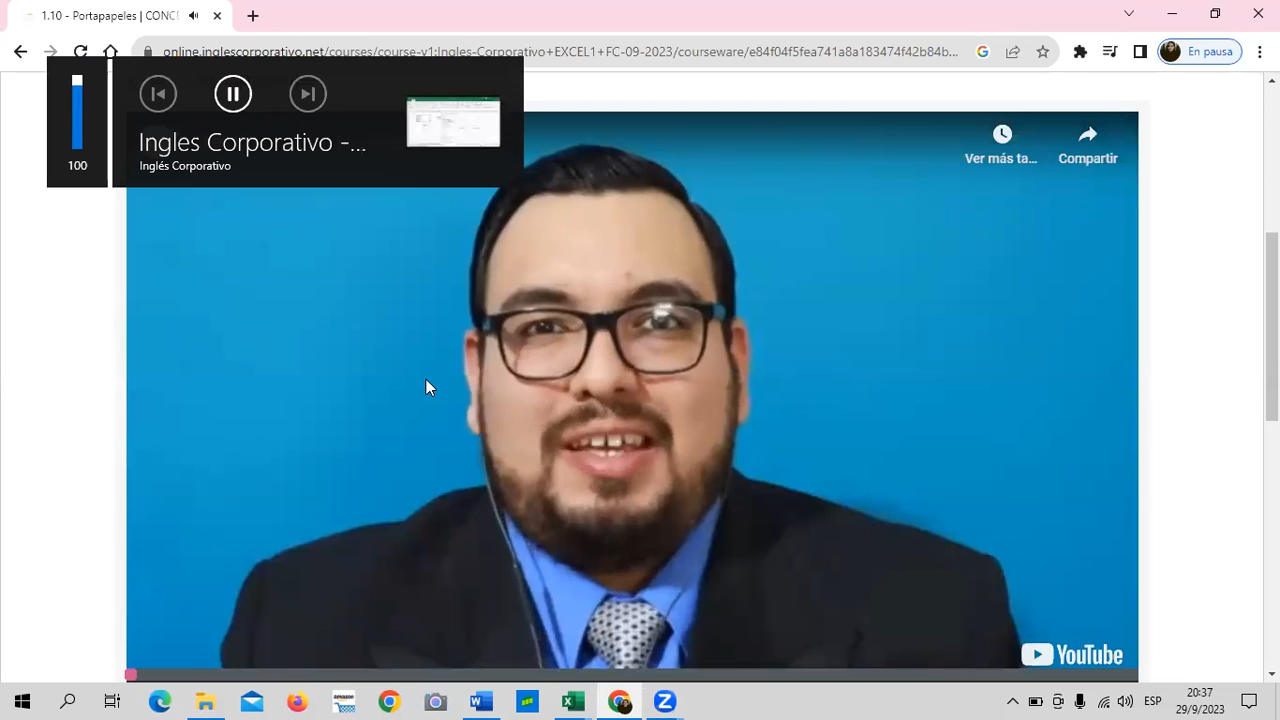 1.10 - Portapapeles | CONCE
online.inglescorporativo.net/courses/course-v1:Ingles-Corporativo+EXCEL1+FC-09-2023/courseware/e84f04f5fea741a8a183474f42b84b...
En pausa
100
Ingles Corporativo -...
Inglés Corporativo
Ver más ta...
Compartir
YouTube
ESP
20:37
29/9/2023